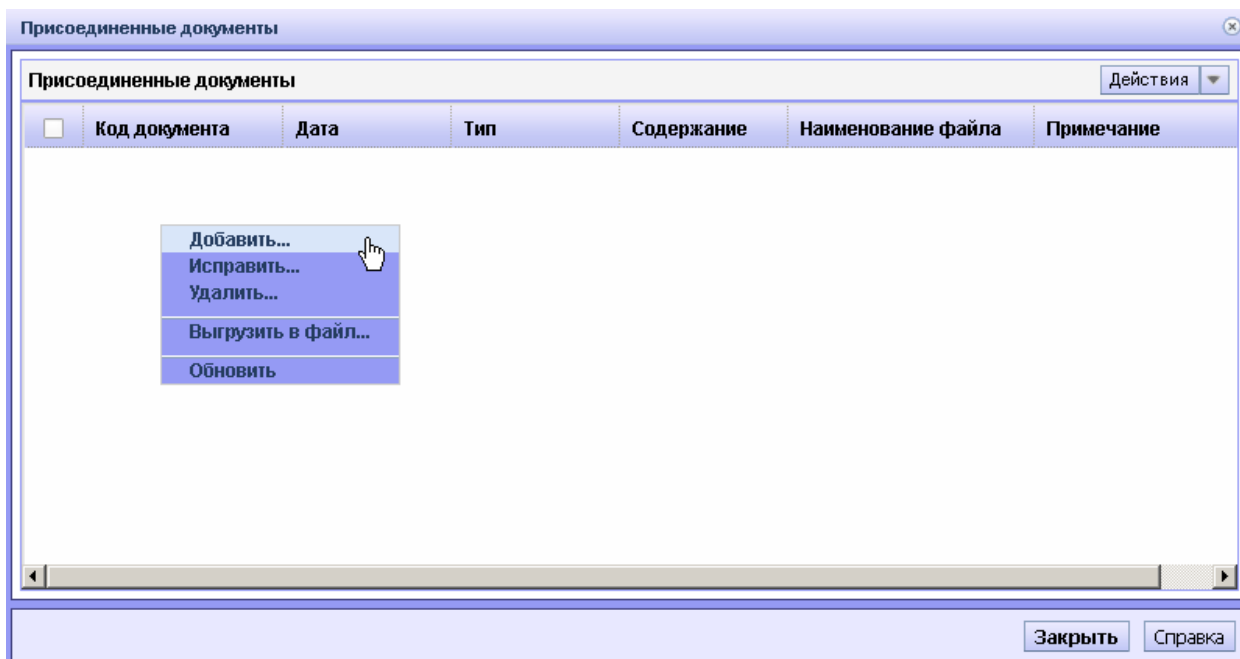 Присоединенные документы
Присоединенные документы Действия
Код документа Дата Тип Содержание Наименование файла Примечание
Добавить...
Исправить...
Удалить...
Выгрузить в файл...
Обновить
Закрыть Справка